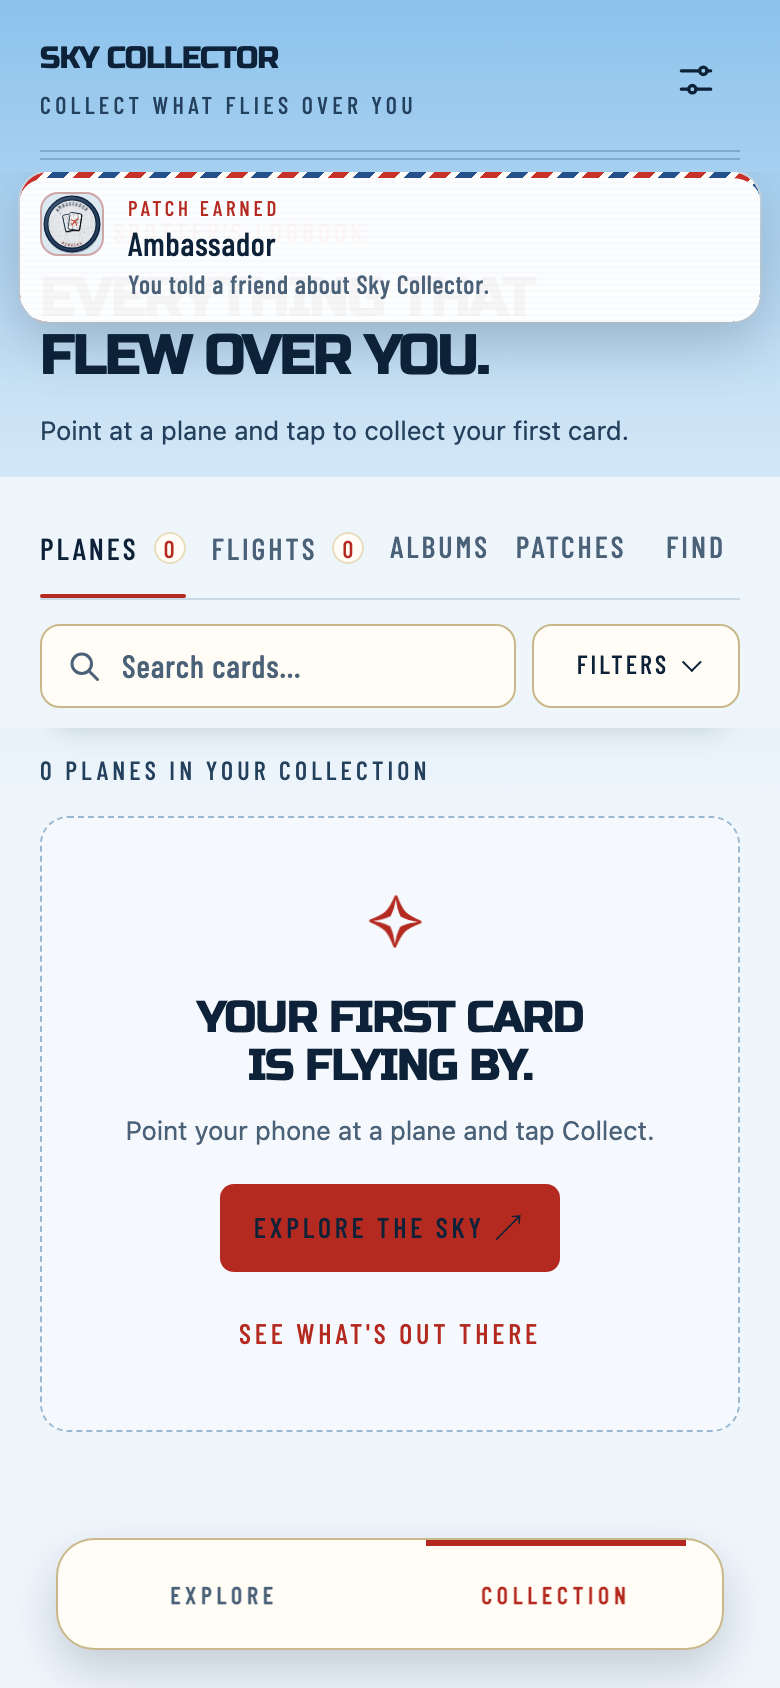 SKY COLLECTOR
COLLECT WHAT FLIES OVER YOU
PATCH EARNED
Ambassador
You told a friend about Sky Collector.
EVERYTHING THAT
FLEW OVER YOU.
Point at a plane and tap to collect your first card.
PLANES 0 FLIGHTS 0 ALBUMS PATCHES FIND
Search cards...
FILTERS
0 PLANES IN YOUR COLLECTION
YOUR FIRST CARD
IS FLYING BY.
Point your phone at a plane and tap Collect.
EXPLORE THE SKY
SEE WHAT'S OUT THERE
EXPLORE
COLLECTION